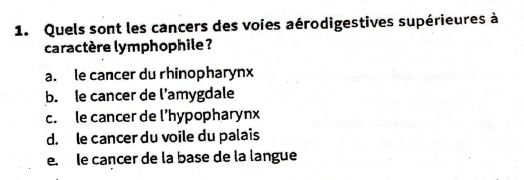 1. Quels sont les cancers des voies aérodigestives supérieures à
caractère lymphophile?
a. le cancer du rhinopharynx
b. le cancer de l'amygdale
c. le cancer de l'hypopharynx
d. le cancer du voile du palais
e. le cancer de la base de la langue